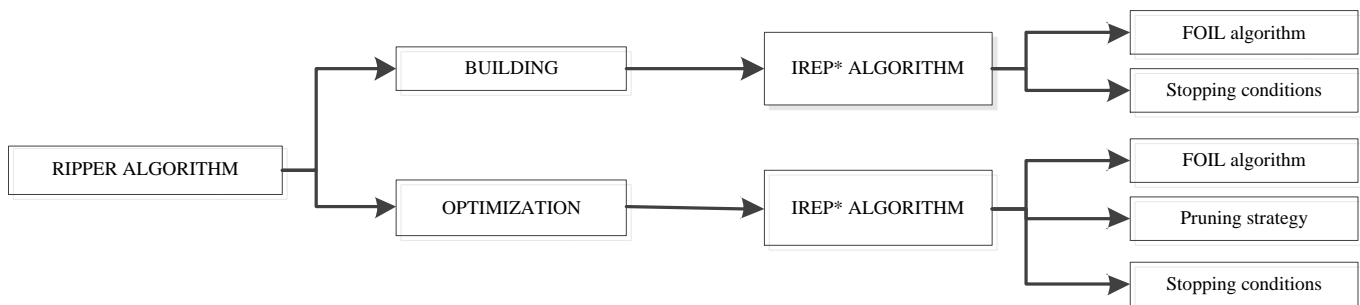 RIPPER ALGORITHM
BUILDING
IREP* ALGORITHM
FOIL algorithm
Stopping conditions
OPTIMIZATION
IREP* ALGORITHM
FOIL algorithm
Pruning strategy
Stopping conditions